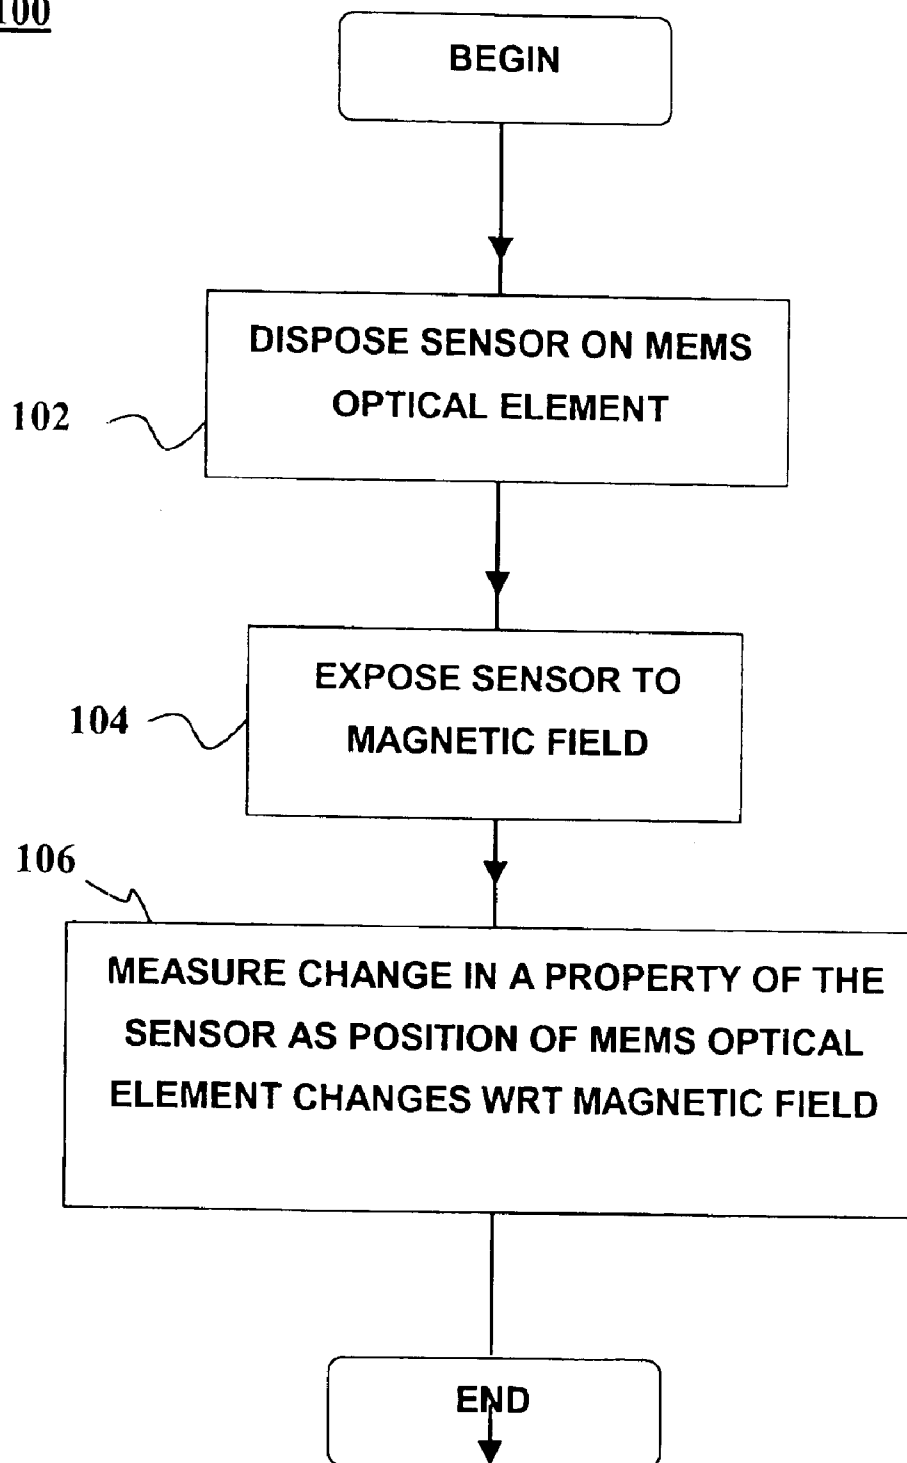 100
BEGIN
DISPOSE SENSOR ON MEMS
OPTICAL ELEMENT
102
EXPOSE SENSOR TO
MAGNETIC FIELD
104
106
MEASURE CHANGE IN A PROPERTY OF THE
SENSOR AS POSITION OF MEMS OPTICAL
ELEMENT CHANGES WRT MAGNETIC FIELD
END